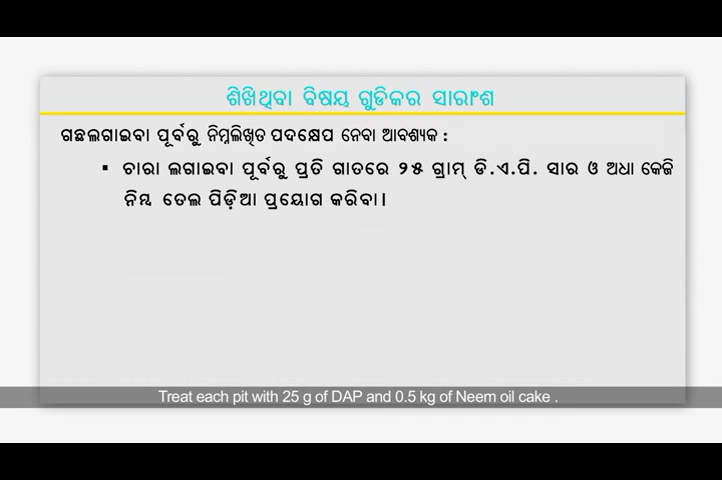 ଶିଖିଥିବା ବିଷୟ ଗୁଡିକର ସାରାଂଶ
ଗଛଲଗାଇବା ପୂର୍ବରୁ ନିମ୍ନଲିଖିତ ପଦକ୍ଷେପ ନେବା ଆବଶ୍ୟକ :
▪ ଚାରା ଲଗାଇବା ପୂର୍ବରୁ ପ୍ରତି ଗାତରେ ୨୫ ଗ୍ରାମ୍ ଡି.ଏ.ପି. ସାର ଓ ଅଧା କେଜି
ନିମ୍ବ ତେଲ ପିଡ଼ିଆ ପ୍ରୟୋଗ କରିବା।
Treat each pit with 25 g of DAP and 0.5 kg of Neem oil cake .